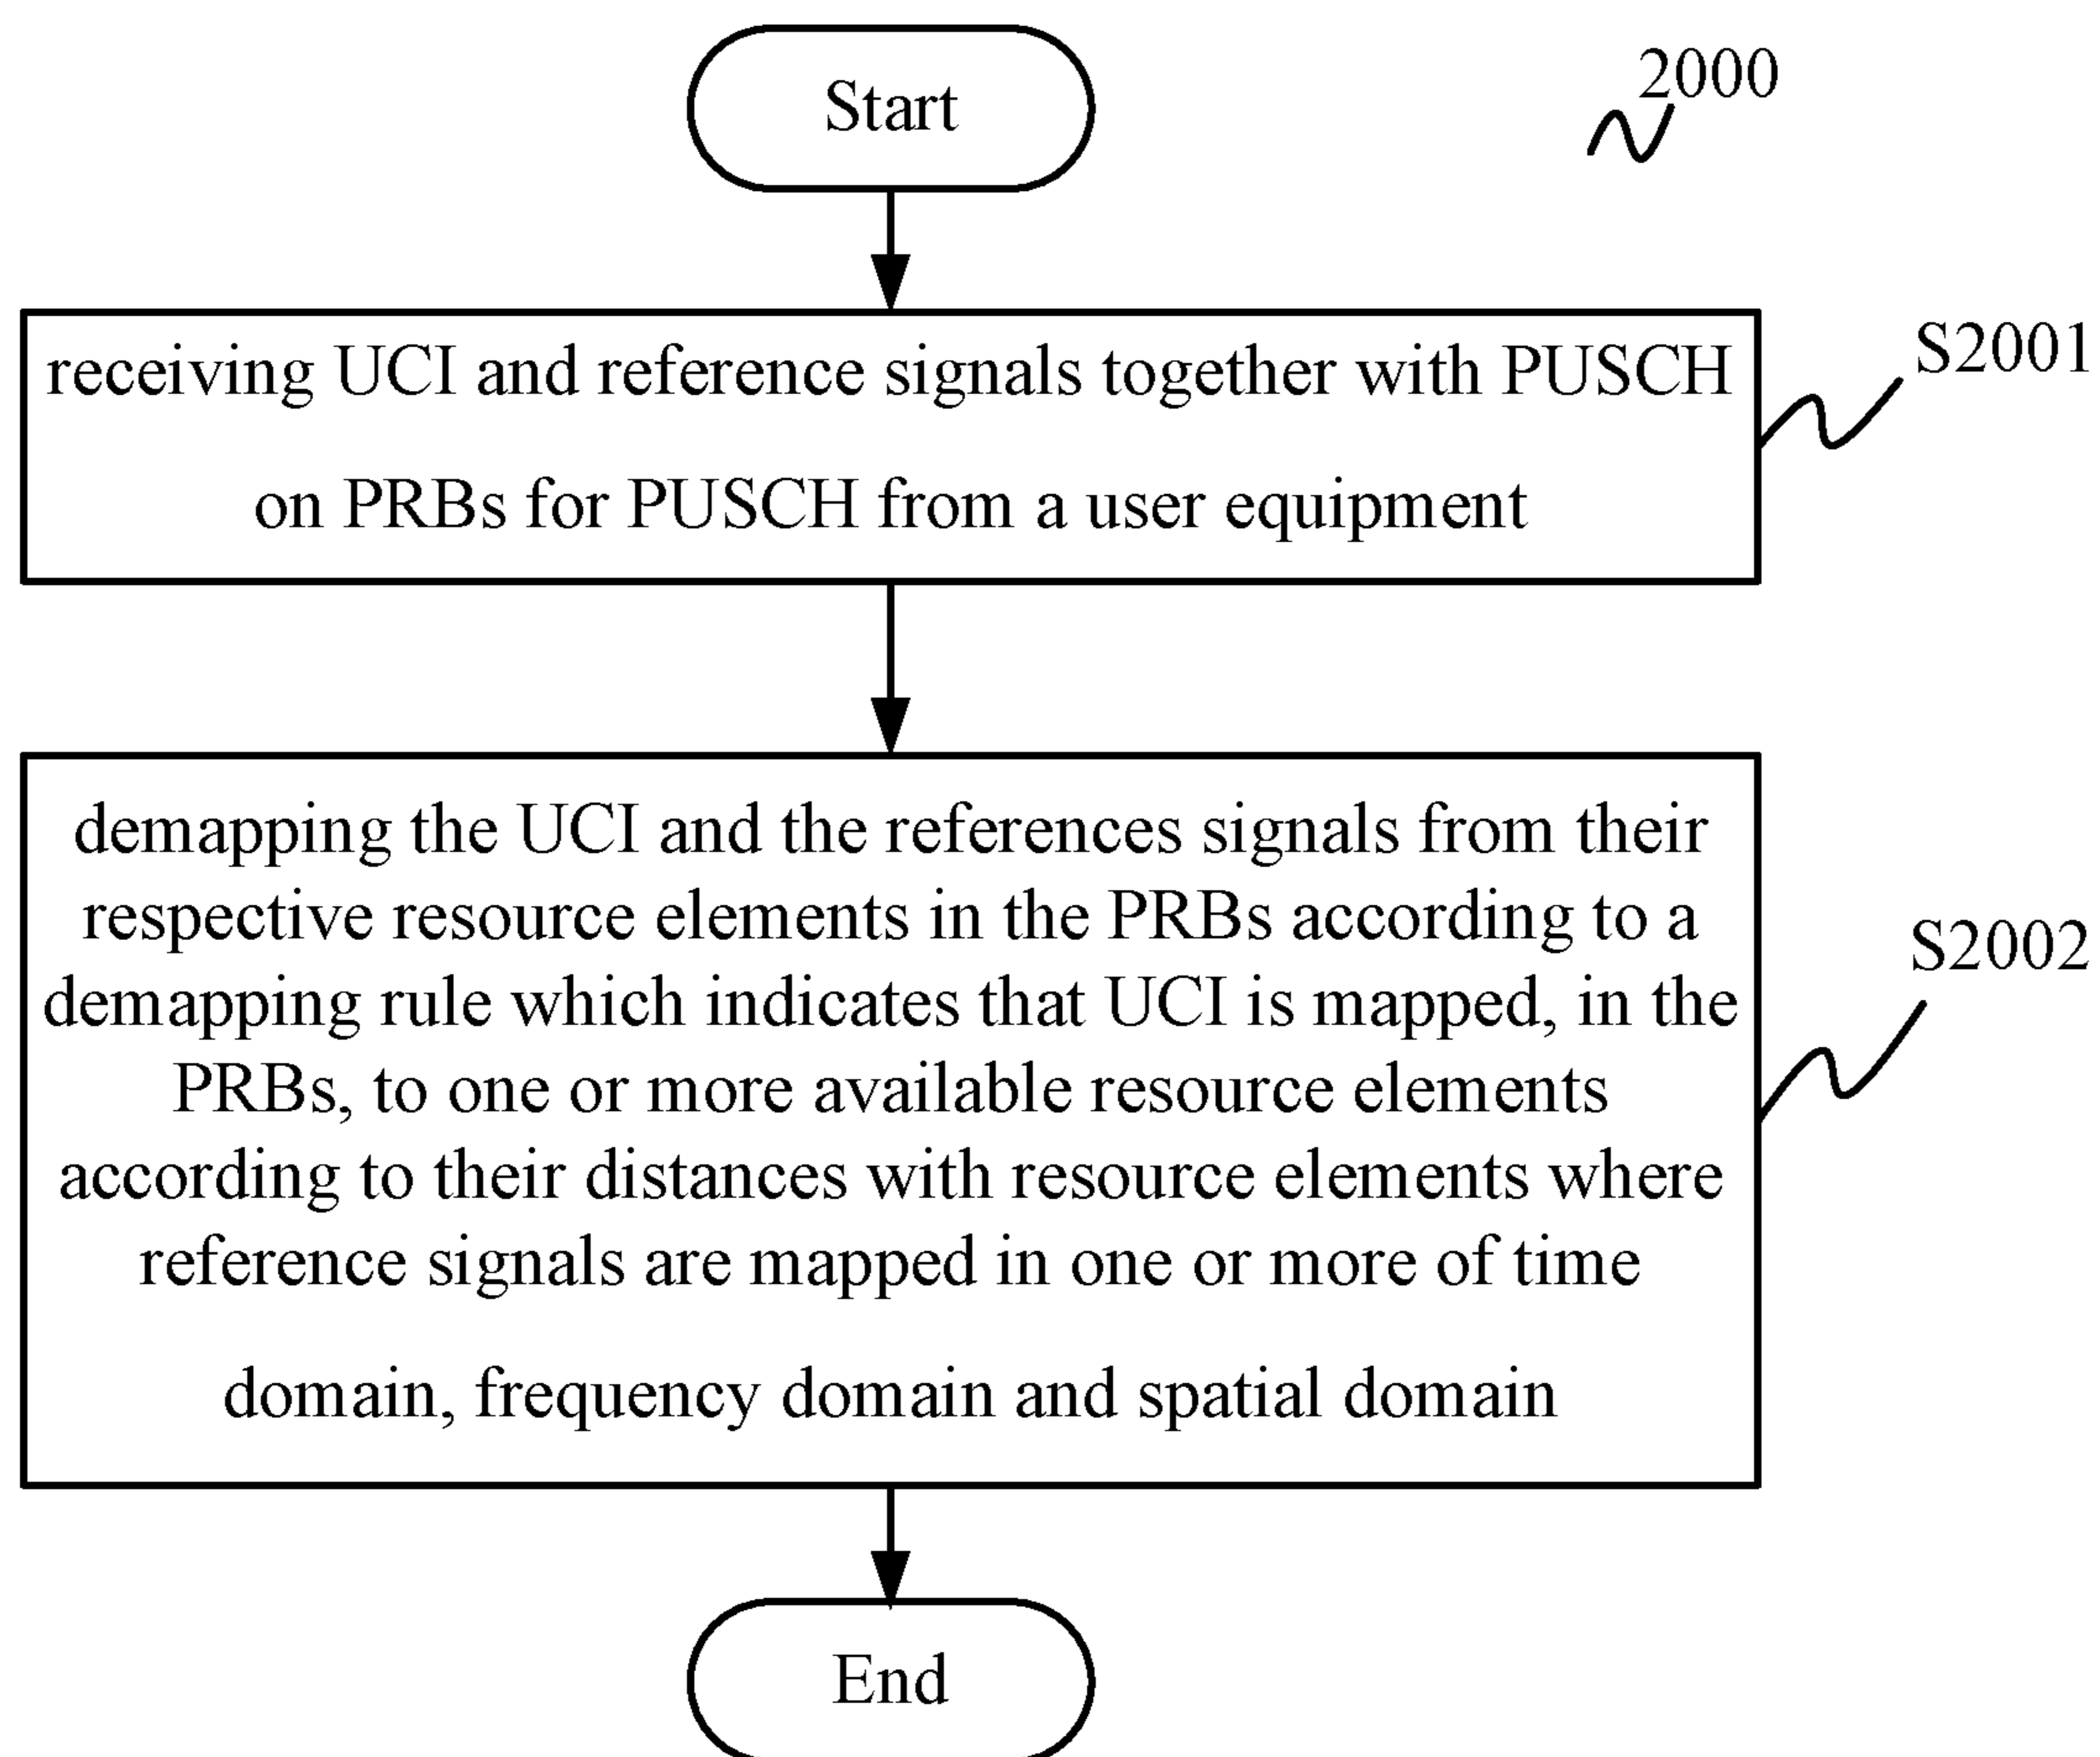 Start
2000
receiving UCI and reference signals together with PUSCH
on PRBs for PUSCH from a user equipment
S2001
demapping the UCI and the references signals from their
respective resource elements in the PRBs according to a
demapping rule which indicates that UCI is mapped, in the
PRBs, to one or more available resource elements
according to their distances with resource elements where
reference signals are mapped in one or more of time
domain, frequency domain and spatial domain
S2002
End